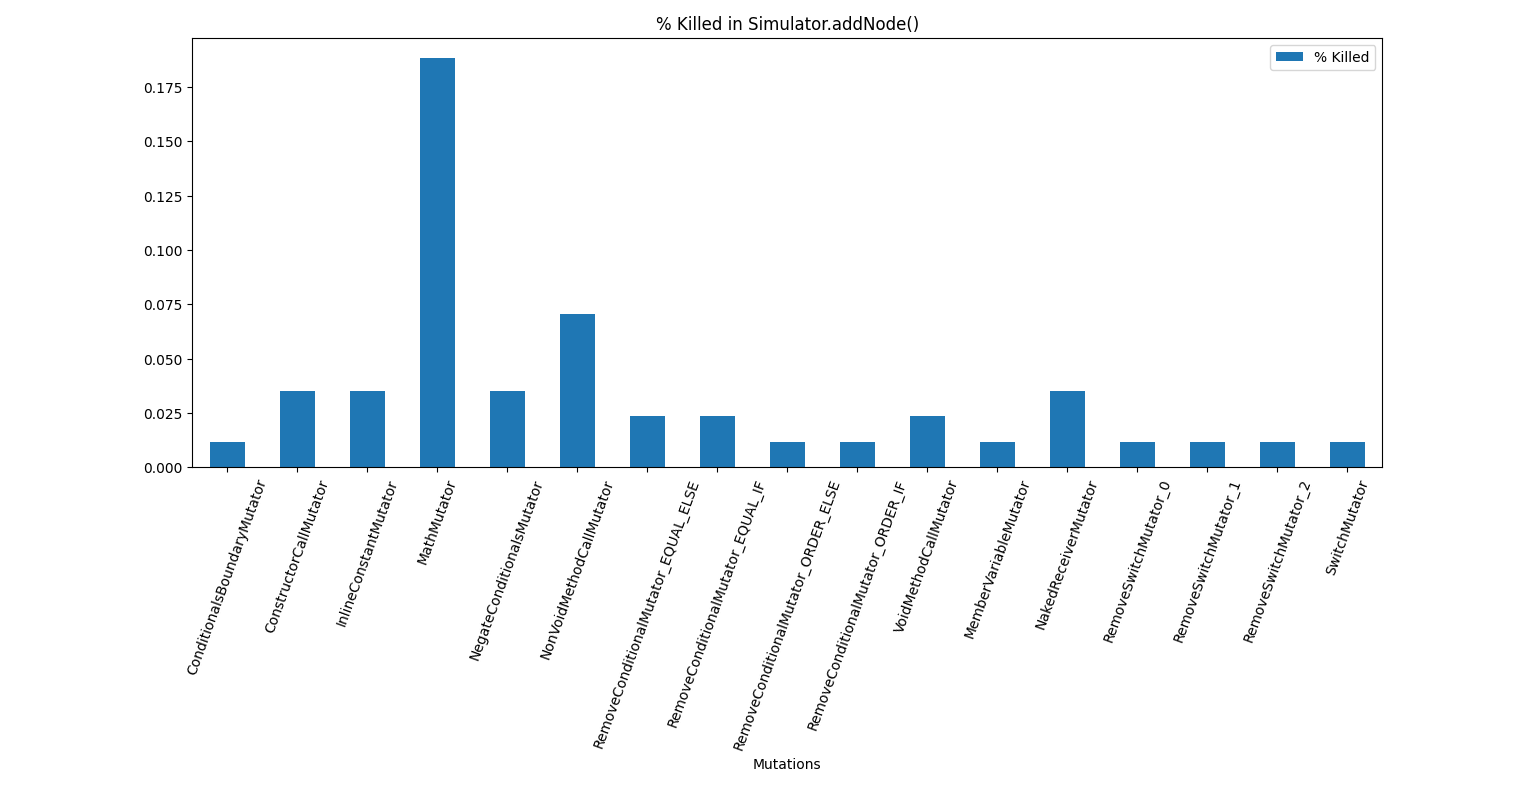 % Killed in Simulator.addNode()
% Killed
0.175
0.150
0.125
0.100
0.075
0.050
0.025
0.000
ConditionalsBoundaryMutator
ConstructorCallMutator
InlineConstantMutator
MathMutator
NegateConditionalsMutator
NonVoidMethodCallMutator
RemoveConditionalMutator_EQUAL_ELSE
RemoveConditionalMutator_EQUAL_IF
RemoveConditionalMutator_ORDER_ELSE
RemoveConditionalMutator_ORDER_IF
VoidMethodCallMutator
MemberVariableMutator
NakedReceiverMutator
RemoveSwitchMutator_0
RemoveSwitchMutator_1
RemoveSwitchMutator_2
SwitchMutator
Mutations